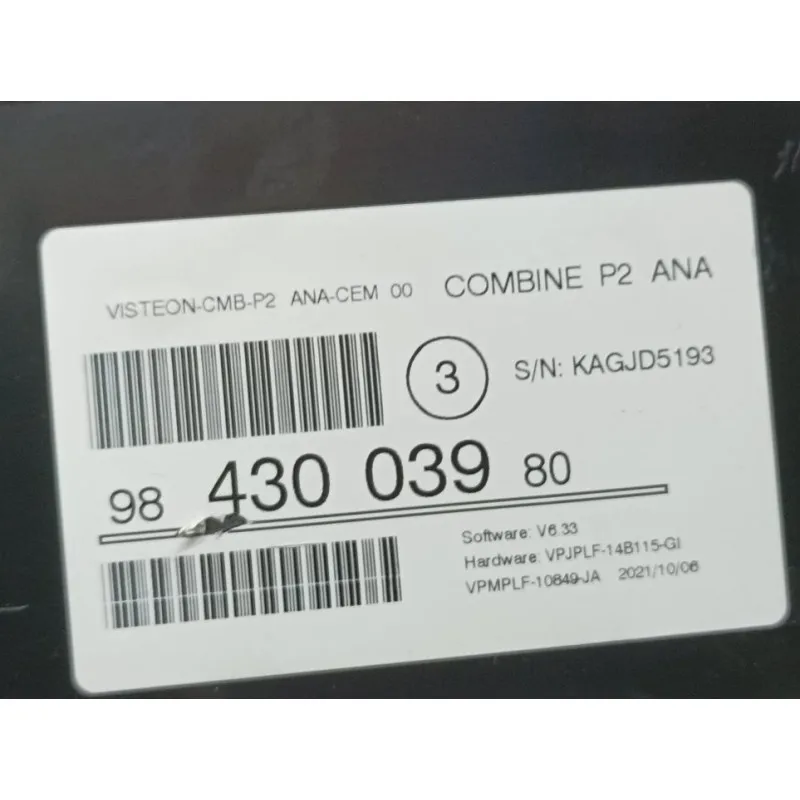 VISTEON-CMB-P2 ANA-CEM 00 COMBINE P2 ANA
3 S/N: KAGJD5193
98 430 039 80
Software: V6.33
Hardware: VPJPLF-14B115-GI
VPMPLF-10849-JA 2021/10/06